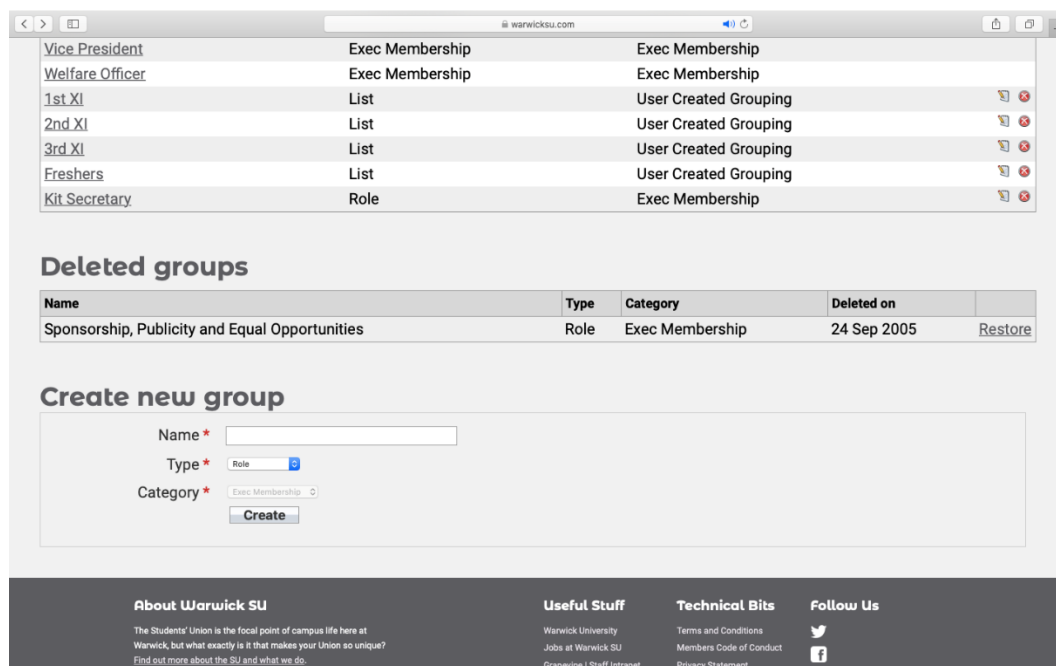 warwicksu.com
Vice President Exec Membership Exec Membership
Welfare Officer Exec Membership Exec Membership
1st XI List User Created Grouping
2nd XI List User Created Grouping
3rd XI List User Created Grouping
Freshers List User Created Grouping
Kit Secretary Role Exec Membership
Deleted groups
Name Type Category Deleted on
Sponsorship, Publicity and Equal Opportunities Role Exec Membership 24 Sep 2005 Restore
Create new group
Name *
Type * Role
Category * Exec Membership
Create
About Warwick SU Useful Stuff Technical Bits Follow Us
The Students' Union is the focal point of campus life here at Warwick University Terms and Conditions
Warwick, but what exactly is it that makes your Union so unique? Jobs at Warwick SU Members Code of Conduct
Find out more about the SU and what we do. Grapevine | Staff Intranet Privacy Statement